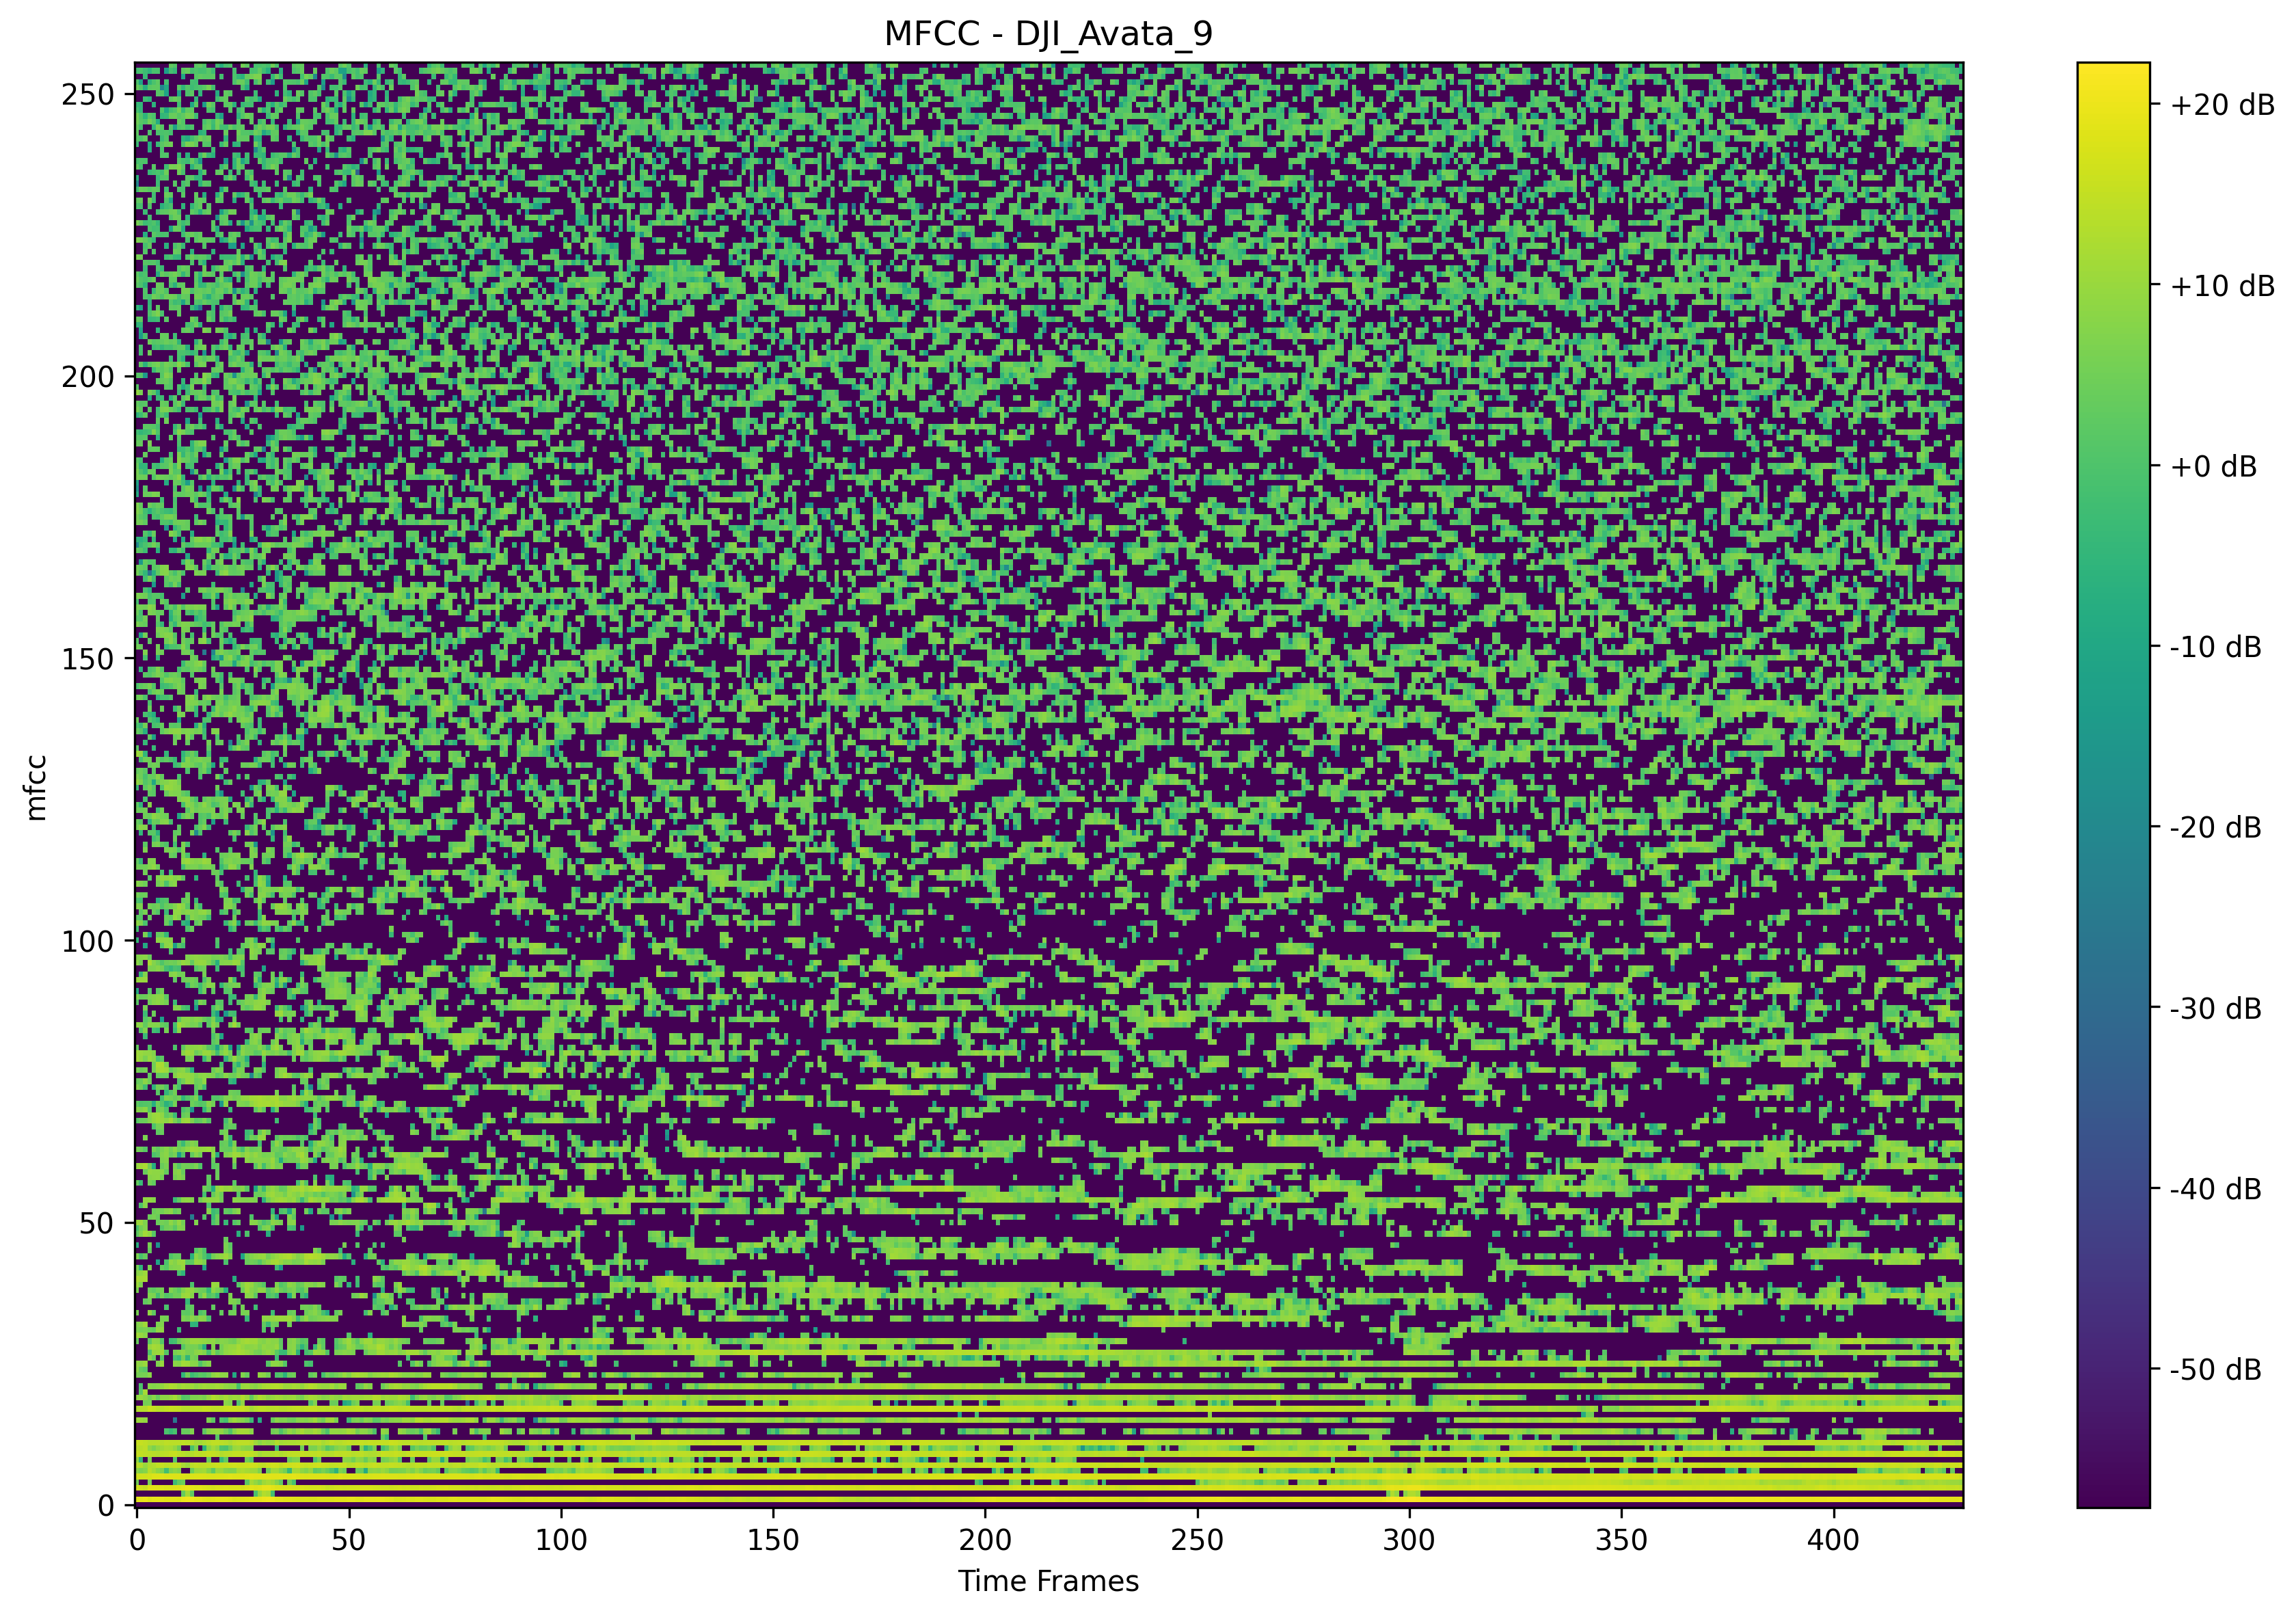 MFCC - DJI_Avata_9
250
200
150
100
50
0
mfcc
0 50 100 150 200 250 300 350 400
Time Frames
+20 dB
+10 dB
+0 dB
-10 dB
-20 dB
-30 dB
-40 dB
-50 dB